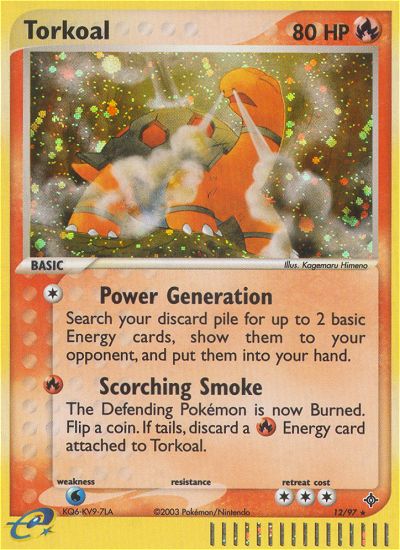 Torkoal 80 HP
BASIC Illus. Kagemaru Himeno
Power Generation
Search your discard pile for up to 2 basic
Energy cards, show them to your
opponent, and put them into your hand.
Scorching Smoke
The Defending Pokémon is now Burned.
Flip a coin. If tails, discard a Energy card
attached to Torkoal.
weakness resistance retreat cost
KQ6-KV9-7LA ©2003 Pokémon/Nintendo 12/97 ★
e